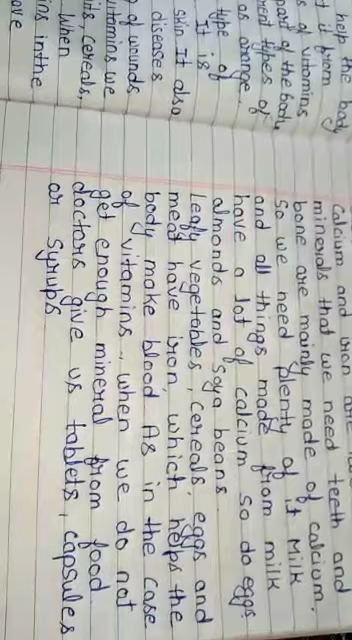 help the body
it from
s of vitamins
part of the body
rent types of
as orange.
type of
It is
skin It also
diseases
of wounds
vitamins we
cereals,
When
ins in the
Calcium and iron are
minerals that we need teeth and
bone are mainly made of calcium.
So we need plenty of it Milk
and all things made from milk
have a lot of calcium so do eggs
almonds and Soya beans.
Leafy vegetables, cereals, eggs and
meat have iron, which helps the
body make blood As in the case
of vitamins, when we do not
get enough mineral from food.
doctors give us tablets, capsules
or syrups